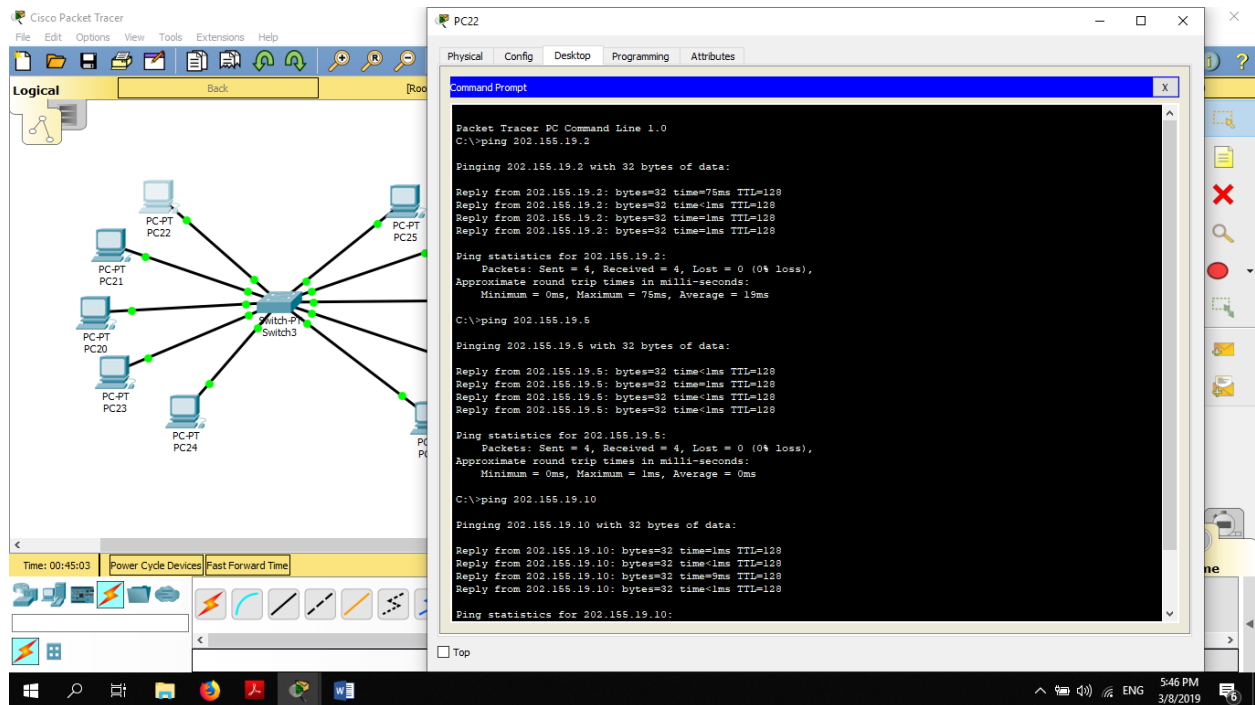 Cisco Packet Tracer
File Edit Options View Tools Extensions Help
Logical
Back
[Roo
PC-PT
PC22
PC-PT
PC25
PC-PT
PC21
Switch-PT
Switch3
PC-PT
PC20
PC-PT
PC23
PC-PT
PC24
PC
Time: 00:45:03 Power Cycle Devices Fast Forward Time
PC22
Physical Config Desktop Programming Attributes
Command Prompt
X
Packet Tracer PC Command Line 1.0
C:\>ping 202.155.19.2
Pinging 202.155.19.2 with 32 bytes of data:
Reply from 202.155.19.2: bytes=32 time=75ms TTL=128
Reply from 202.155.19.2: bytes=32 time<1ms TTL=128
Reply from 202.155.19.2: bytes=32 time=1ms TTL=128
Reply from 202.155.19.2: bytes=32 time=1ms TTL=128
Ping statistics for 202.155.19.2:
Packets: Sent = 4, Received = 4, Lost = 0 (0% loss),
Approximate round trip times in milli-seconds:
Minimum = 0ms, Maximum = 75ms, Average = 19ms
C:\>ping 202.155.19.5
Pinging 202.155.19.5 with 32 bytes of data:
Reply from 202.155.19.5: bytes=32 time<1ms TTL=128
Reply from 202.155.19.5: bytes=32 time=1ms TTL=128
Reply from 202.155.19.5: bytes=32 time<1ms TTL=128
Reply from 202.155.19.5: bytes=32 time<1ms TTL=128
Ping statistics for 202.155.19.5:
Packets: Sent = 4, Received = 4, Lost = 0 (0% loss),
Approximate round trip times in milli-seconds:
Minimum = 0ms, Maximum = 1ms, Average = 0ms
C:\>ping 202.155.19.10
Pinging 202.155.19.10 with 32 bytes of data:
Reply from 202.155.19.10: bytes=32 time=1ms TTL=128
Reply from 202.155.19.10: bytes=32 time<1ms TTL=128
Reply from 202.155.19.10: bytes=32 time=9ms TTL=128
Reply from 202.155.19.10: bytes=32 time<1ms TTL=128
Ping statistics for 202.155.19.10:
Top
me
ENG
5:46 PM
3/8/2019
6